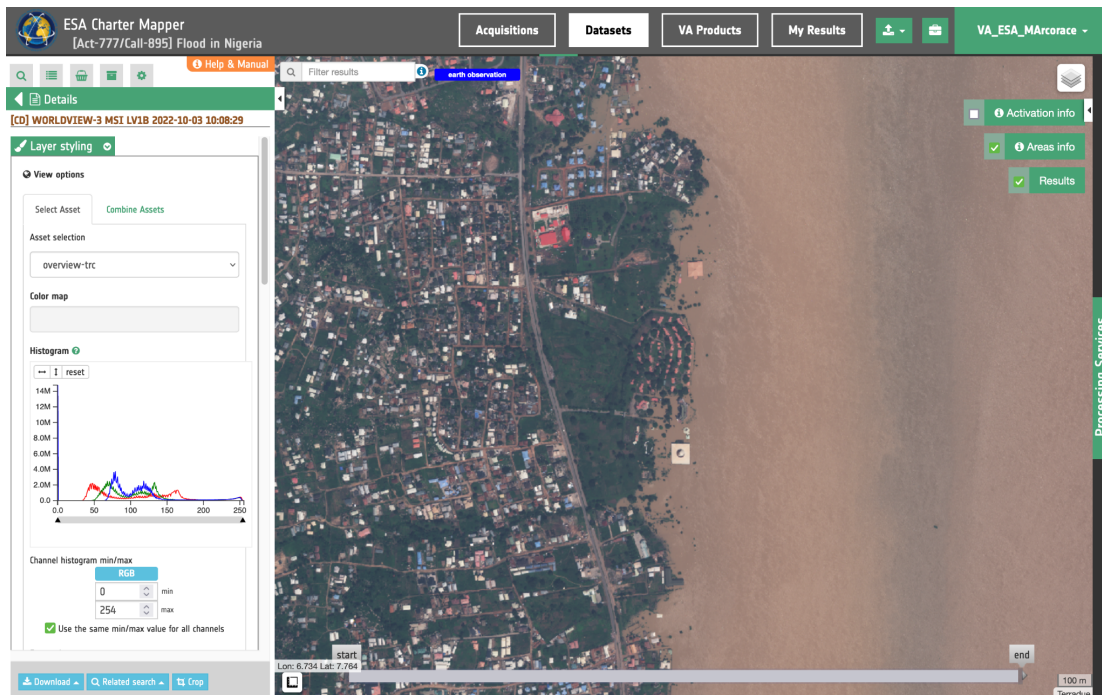 ESA Charter Mapper
[Act-777/Call-895] Flood in Nigeria
Acquisitions
Datasets
VA Products
My Results
VA_ESA_MArcorace
Help & Manual
Filter results
earth observation
Details
Activation info
[CD] WORLDVIEW-3 MSI LV1B 2022-10-03 10:08:29
Layer styling
Areas info
View options
Results
Select Asset
Combine Assets
Asset selection
overview-trc
Color map
Histogram
reset
14M
12M
10M
8.0M
6.0M
4.0M
2.0M
0.0
0.0 50 100 150 200 250
Processing Services
Channel histogram min/max
RGB
0 min
254 max
Use the same min/max value for all channels
start
end
Lon: 6.734 Lat: 7.764
Download
Related search
Crop
100 m
Terradue